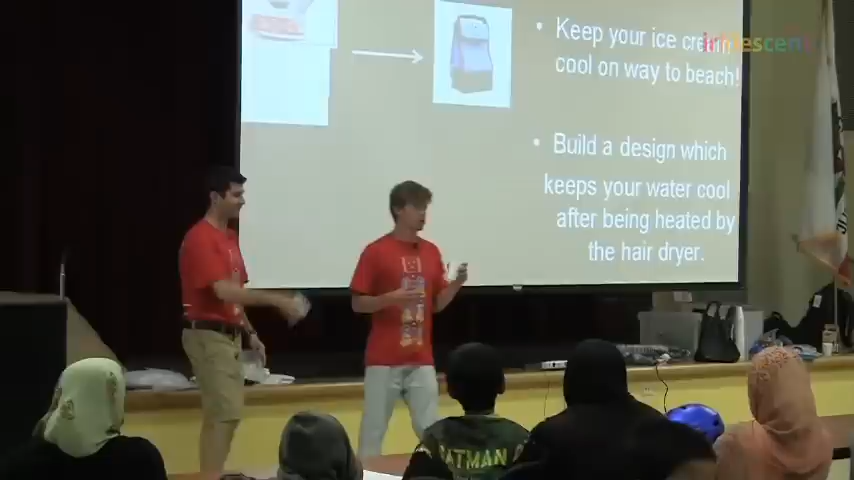 Keep your ice cream
cool on way to beach!
iridescent
Build a design which
keeps your water cool
after being heated by
the hair dryer.
BATMAN